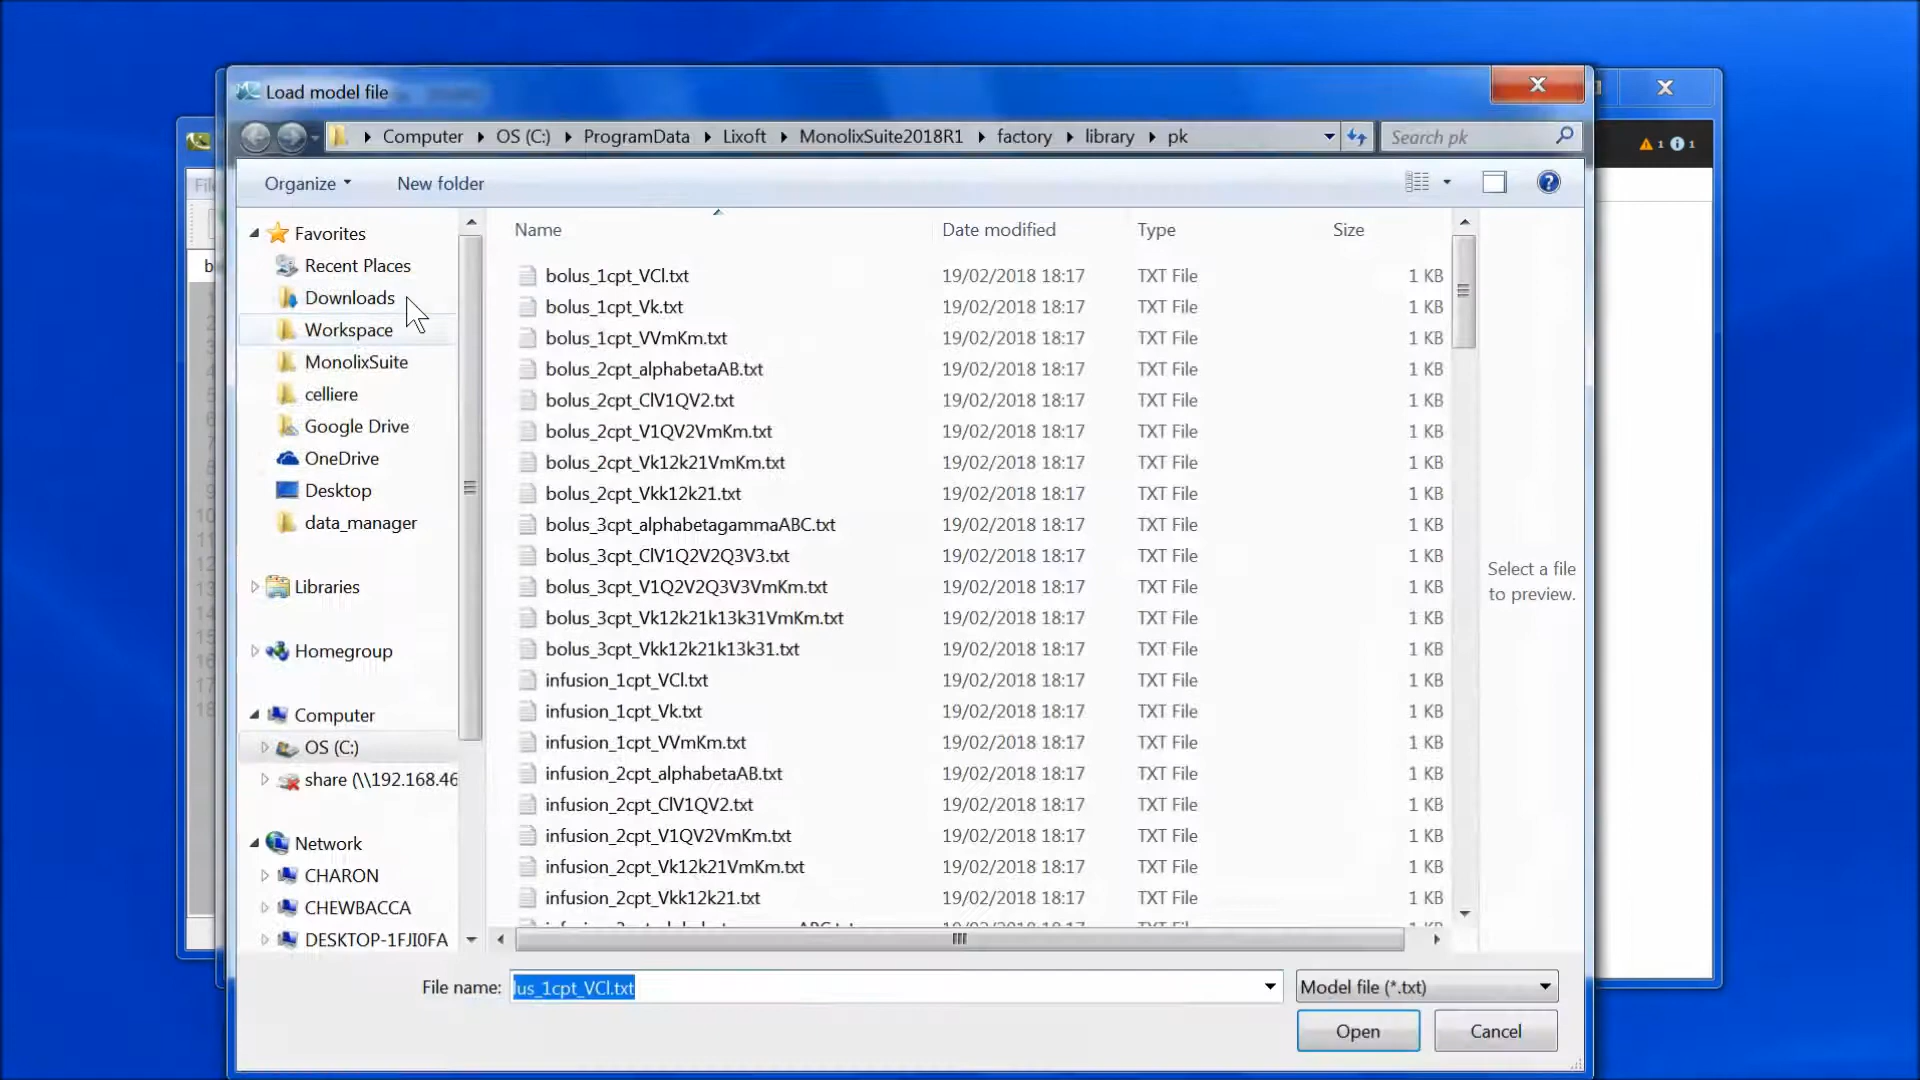 Load model file
Computer OS (C:) ProgramData Lixoft MonolixSuite2018R1 factory library pk
Search pk
1 1
Organize
New folder
Favorites
Recent Places
Downloads
Workspace
MonolixSuite
celliere
Google Drive
OneDrive
Desktop
data_manager
Libraries
Homegroup
Computer
OS (C:)
share (\\192.168.46
Network
CHARON
CHEWBACCA
DESKTOP-1FJI0FA
Name Date modified Type Size
bolus_1cpt_VCl.txt 19/02/2018 18:17 TXT File 1 KB
bolus_1cpt_Vk.txt 19/02/2018 18:17 TXT File 1 KB
bolus_1cpt_VVmKm.txt 19/02/2018 18:17 TXT File 1 KB
bolus_2cpt_alphabetaAB.txt 19/02/2018 18:17 TXT File 1 KB
bolus_2cpt_ClV1QV2.txt 19/02/2018 18:17 TXT File 1 KB
bolus_2cpt_V1QV2VmKm.txt 19/02/2018 18:17 TXT File 1 KB
bolus_2cpt_Vk12k21VmKm.txt 19/02/2018 18:17 TXT File 1 KB
bolus_2cpt_Vkk12k21.txt 19/02/2018 18:17 TXT File 1 KB
bolus_3cpt_alphabetagammaABC.txt 19/02/2018 18:17 TXT File 1 KB
bolus_3cpt_ClV1Q2V2Q3V3.txt 19/02/2018 18:17 TXT File 1 KB
bolus_3cpt_V1Q2V2Q3V3VmKm.txt 19/02/2018 18:17 TXT File 1 KB
bolus_3cpt_Vk12k21k13k31VmKm.txt 19/02/2018 18:17 TXT File 1 KB
bolus_3cpt_Vkk12k21k13k31.txt 19/02/2018 18:17 TXT File 1 KB
infusion_1cpt_VCl.txt 19/02/2018 18:17 TXT File 1 KB
infusion_1cpt_Vk.txt 19/02/2018 18:17 TXT File 1 KB
infusion_1cpt_VVmKm.txt 19/02/2018 18:17 TXT File 1 KB
infusion_2cpt_alphabetaAB.txt 19/02/2018 18:17 TXT File 1 KB
infusion_2cpt_ClV1QV2.txt 19/02/2018 18:17 TXT File 1 KB
infusion_2cpt_V1QV2VmKm.txt 19/02/2018 18:17 TXT File 1 KB
infusion_2cpt_Vk12k21VmKm.txt 19/02/2018 18:17 TXT File 1 KB
infusion_2cpt_Vkk12k21.txt 19/02/2018 18:17 TXT File 1 KB
Select a file
to preview.
File name: lus_1cpt_VCl.txt
Model file (*.txt)
Open
Cancel